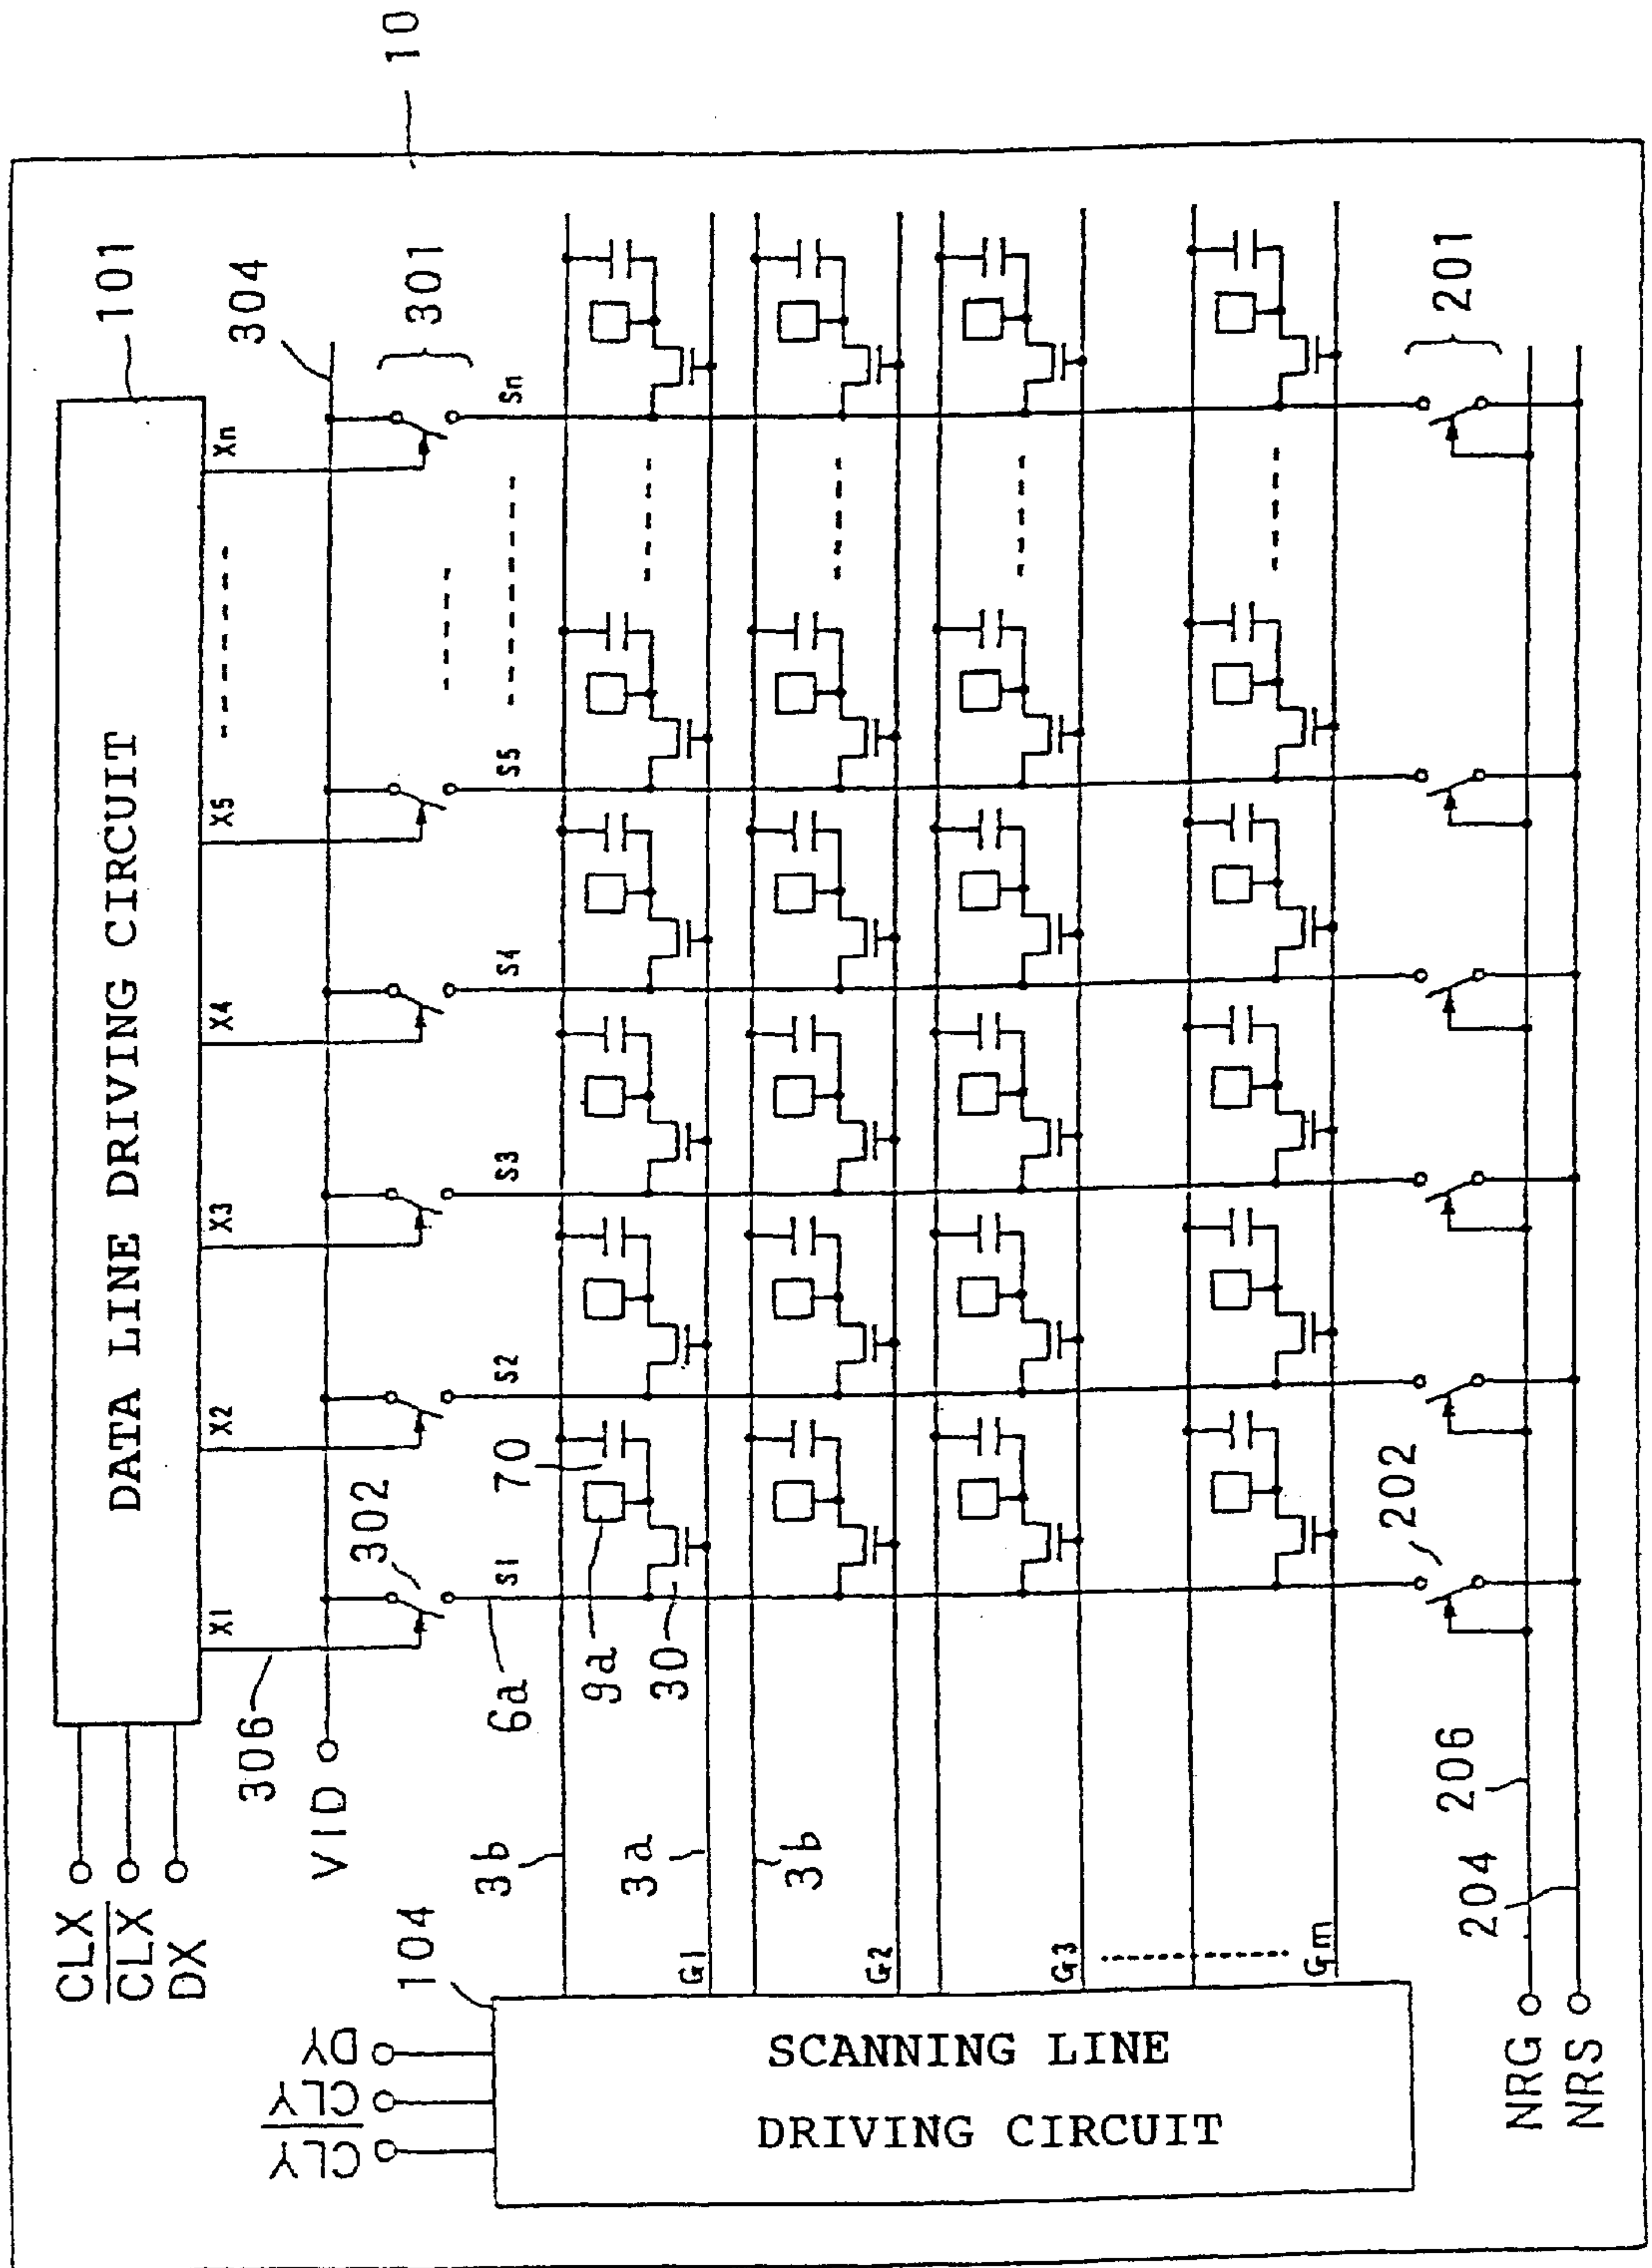 10
101
DATA LINE DRIVING CIRCUIT
CLX
CLX
DX
X1 X2 X3 X4 X5 Xn
306
304
VID
302
301
S1 S2 S3 S4 S5 Sn
6a
70
9a
30
3b
3a
3b
104
DY
CLY
CLY
SCANNING LINE
DRIVING CIRCUIT
G1
G2
G3
Gm
202
201
206
204
NRG
NRS